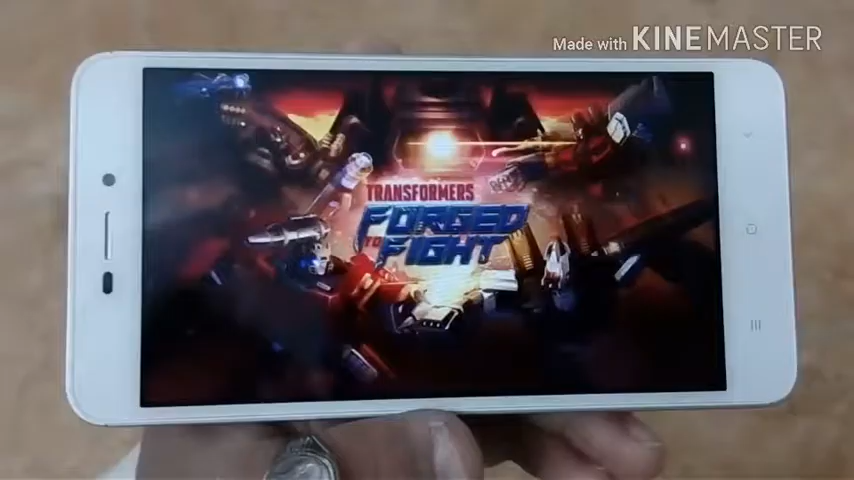 Made with KINEMASTER
TRANSFORMERS
FORGED
TO
FIGHT